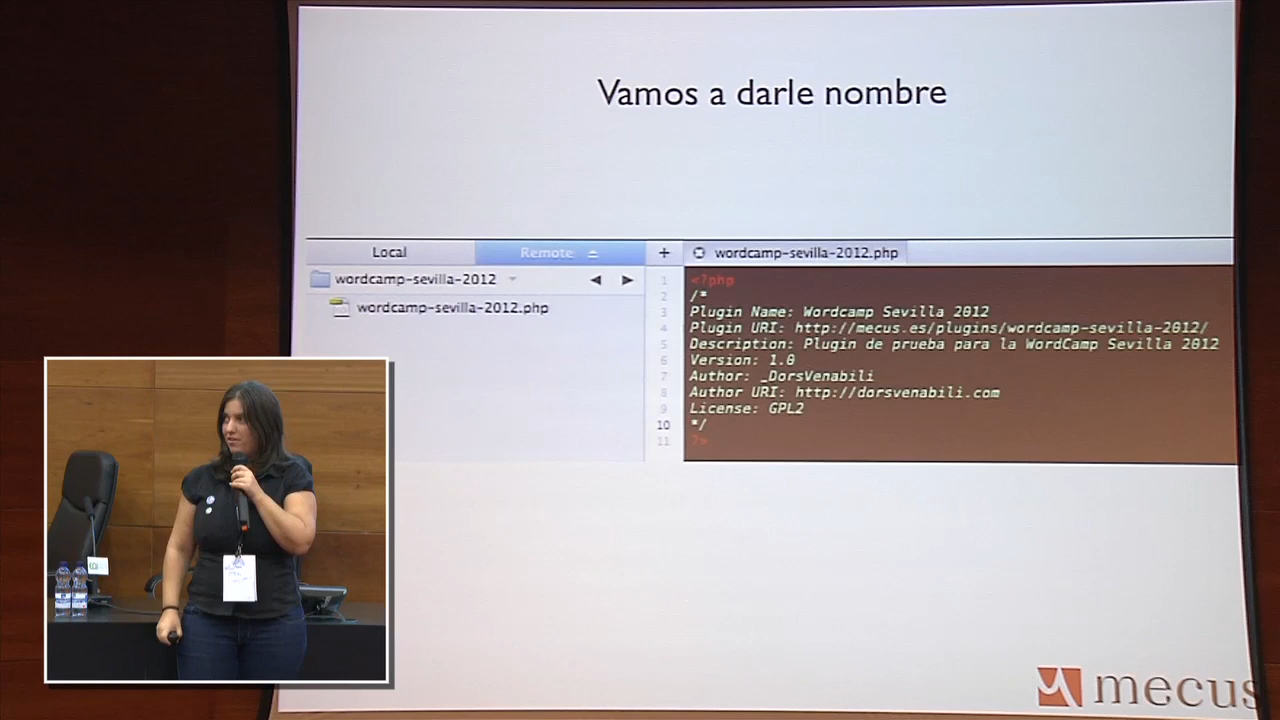 Vamos a darle nombre
Local
Remote
+
wordcamp-sevilla-2012.php
wordcamp-sevilla-2012
wordcamp-sevilla-2012.php
1 <?php
2 /*
3 Plugin Name: Wordcamp Sevilla 2012
4 Plugin URI: http://mecus.es/plugins/wordcamp-sevilla-2012/
5 Description: Plugin de prueba para la WordCamp Sevilla 2012
6 Version: 1.0
7 Author: _DorsVenabili
8 Author URI: http://dorsvenabili.com
9 License: GPL2
10 */
11 ?>
mecus